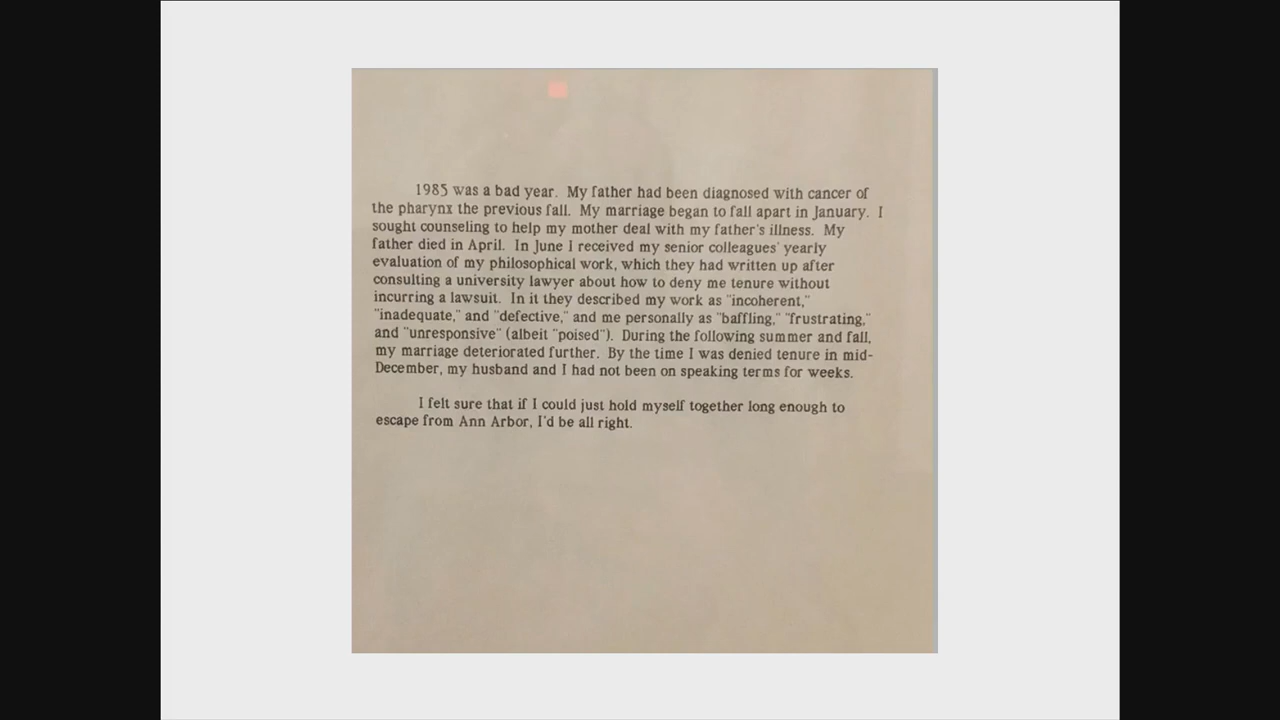 1985 was a bad year. My father had been diagnosed with cancer of
the pharynx the previous fall. My marriage began to fall apart in January. I
sought counseling to help my mother deal with my father's illness. My
father died in April. In June I received my senior colleagues' yearly
evaluation of my philosophical work, which they had written up after
consulting a university lawyer about how to deny me tenure without
incurring a lawsuit. In it they described my work as "incoherent,"
"inadequate," and "defective," and me personally as "baffling," "frustrating,"
and "unresponsive" (albeit "poised"). During the following summer and fall,
my marriage deteriorated further. By the time I was denied tenure in mid-
December, my husband and I had not been on speaking terms for weeks.
I felt sure that if I could just hold myself together long enough to
escape from Ann Arbor, I'd be all right.